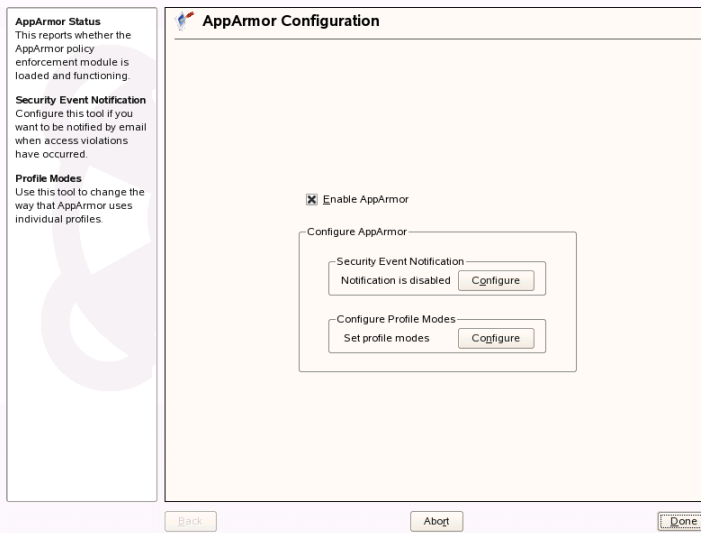 AppArmor Status
This reports whether the
AppArmor policy
enforcement module is
loaded and functioning.
Security Event Notification
Configure this tool if you
want to be notified by email
when access violations
have occurred.
Profile Modes
Use this tool to change the
way that AppArmor uses
individual profiles.
AppArmor Configuration
Enable AppArmor
Configure AppArmor
Security Event Notification
Notification is disabled Configure
Configure Profile Modes
Set profile modes Configure
Back Abort Done